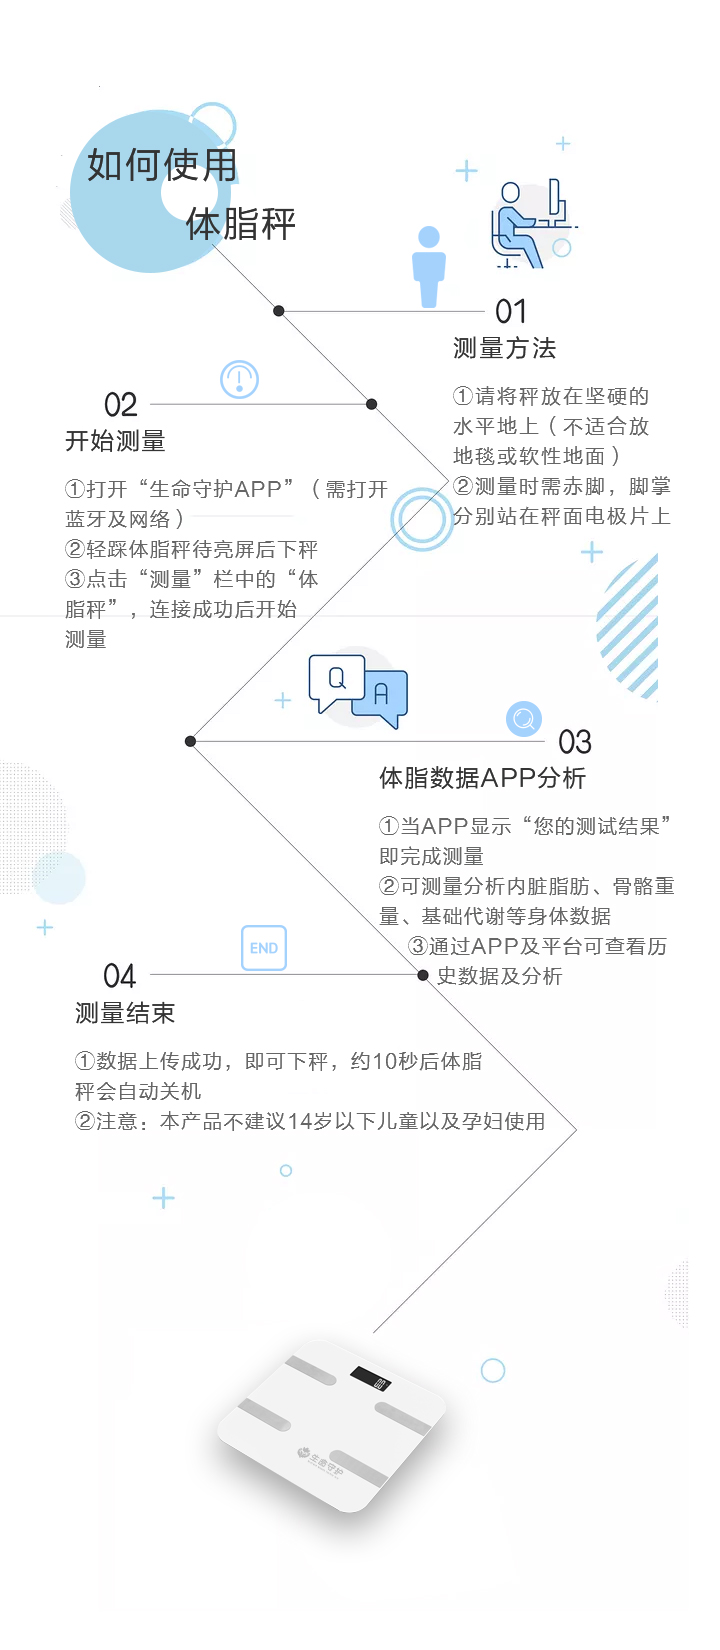 如何使用
体脂秤
01
测量方法
①请将秤放在坚硬的
水平地上（不适合放
地毯或软性地面）
②测量时需赤脚，脚掌
分别站在秤面电极片上
02
开始测量
①打开“生命守护APP”（需打开
蓝牙及网络）
②轻踩体脂秤待亮屏后下秤
③点击“测量”栏中的“体
脂秤”，连接成功后开始
测量
Q
A
03
体脂数据APP分析
①当APP显示“您的测试结果”
即完成测量
②可测量分析内脏脂肪、骨骼重
量、基础代谢等身体数据
③通过APP及平台可查看历
史数据及分析
END
04
测量结束
①数据上传成功，即可下秤，约10秒后体脂
秤会自动关机
②注意：本产品不建议14岁以下儿童以及孕妇使用
生命守护